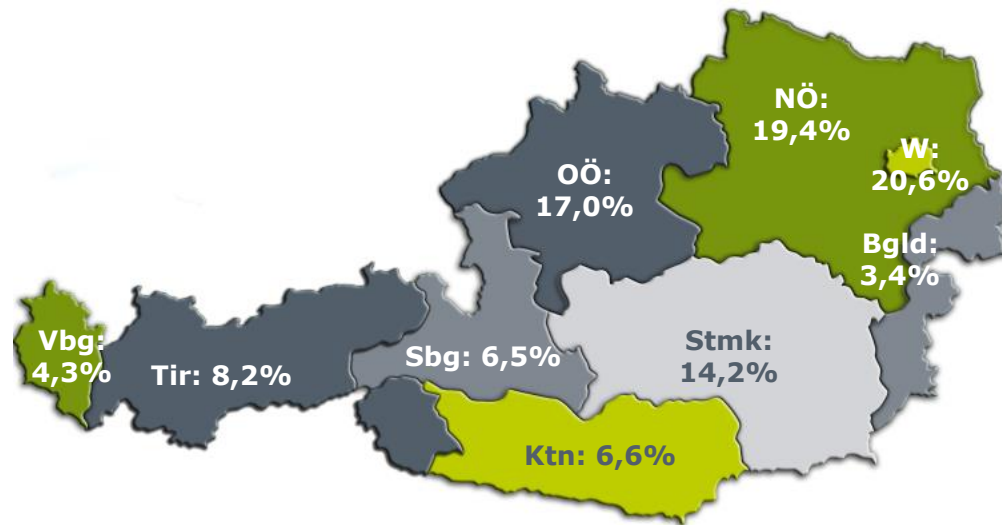 NÖ:
19,4%
W:
20,6%
OÖ:
17,0%
Bgld:
3,4%
Vbg:
4,3%
Tir: 8,2%
Sbg: 6,5%
Stmk:
14,2%
Ktn: 6,6%